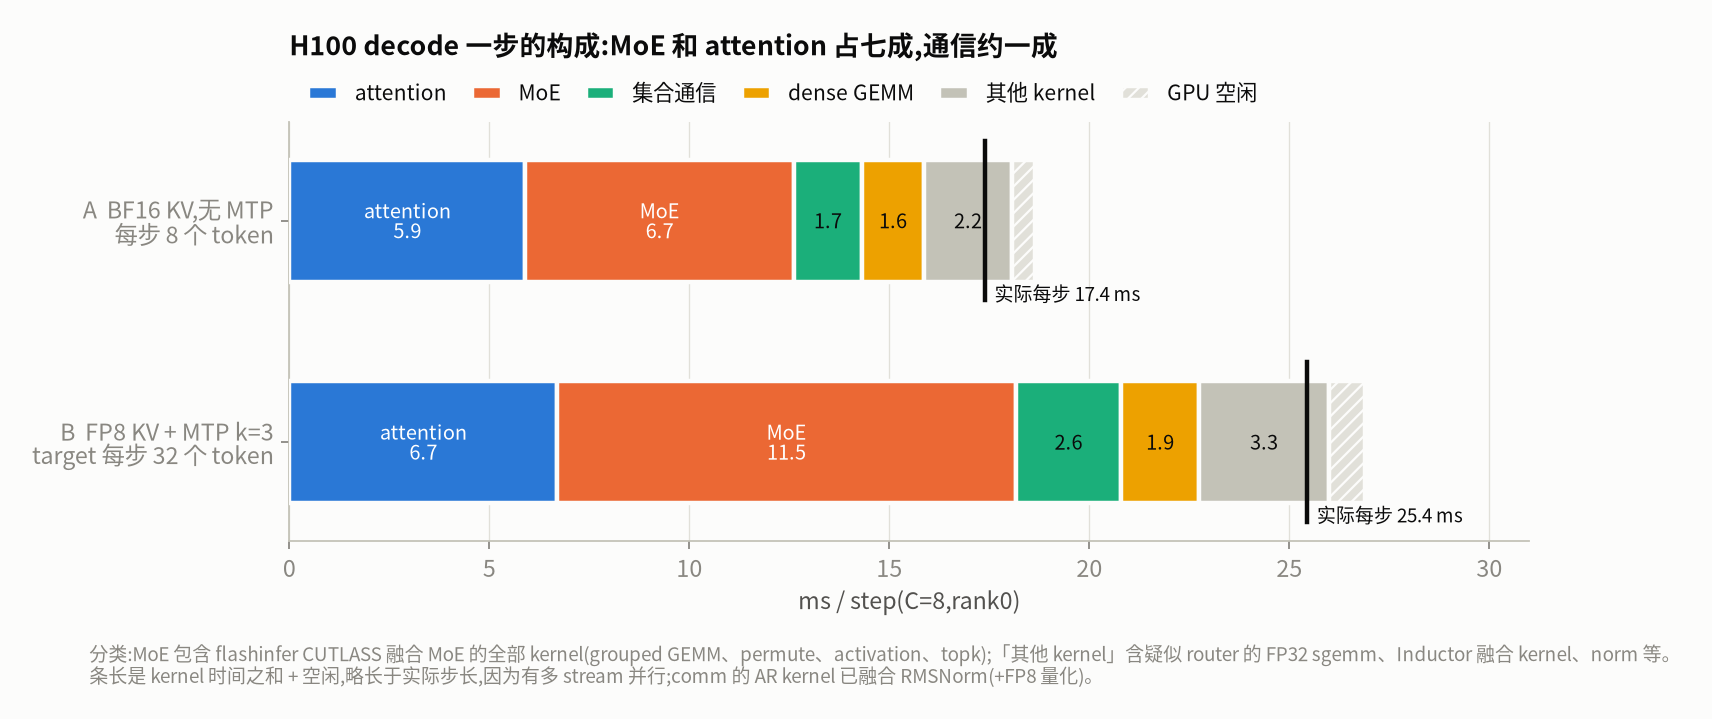 H100 decode 一步的构成:MoE 和 attention 占七成,通信约一成
attention MoE 集合通信 dense GEMM 其他 kernel GPU 空闲
A BF16 KV,无 MTP
每步 8 个 token
attention
5.9
MoE
6.7
1.7
1.6
2.2
实际每步 17.4 ms
B FP8 KV + MTP k=3
target 每步 32 个 token
attention
6.7
MoE
11.5
2.6
1.9
3.3
实际每步 25.4 ms
0 5 10 15 20 25 30
ms / step(C=8,rank0)
分类:MoE 包含 flashinfer CUTLASS 融合 MoE 的全部 kernel(grouped GEMM、permute、activation、topk);「其他 kernel」含疑似 router 的 FP32 sgemm、Inductor 融合 kernel、norm 等。
条长是 kernel 时间之和 + 空闲,略长于实际步长,因为有多 stream 并行;comm 的 AR kernel 已融合 RMSNorm(+FP8 量化)。